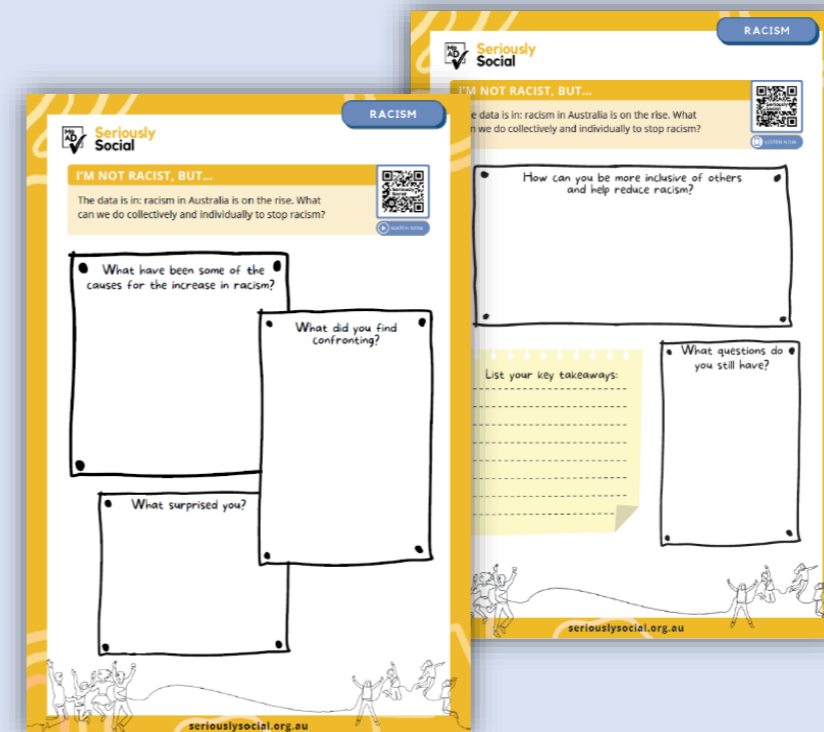 RACISM
Mr
AD
Seriously
Social
I'M NOT RACIST, BUT...
The data is in: racism in Australia is on the rise. What
can we do collectively and individually to stop racism?
WATCH NOW
What have been some of the
causes for the increase in racism?
What did you find
confronting?
What surprised you?
seriouslysocial.org.au
RACISM
Seriously
Social
I'M NOT RACIST, BUT...
data is in: racism in Australia is on the rise. What
we do collectively and individually to stop racism?
LISTEN NOW
How can you be more inclusive of others
and help reduce racism?
List your key takeaways:
What questions do
you still have?
seriouslysocial.org.au